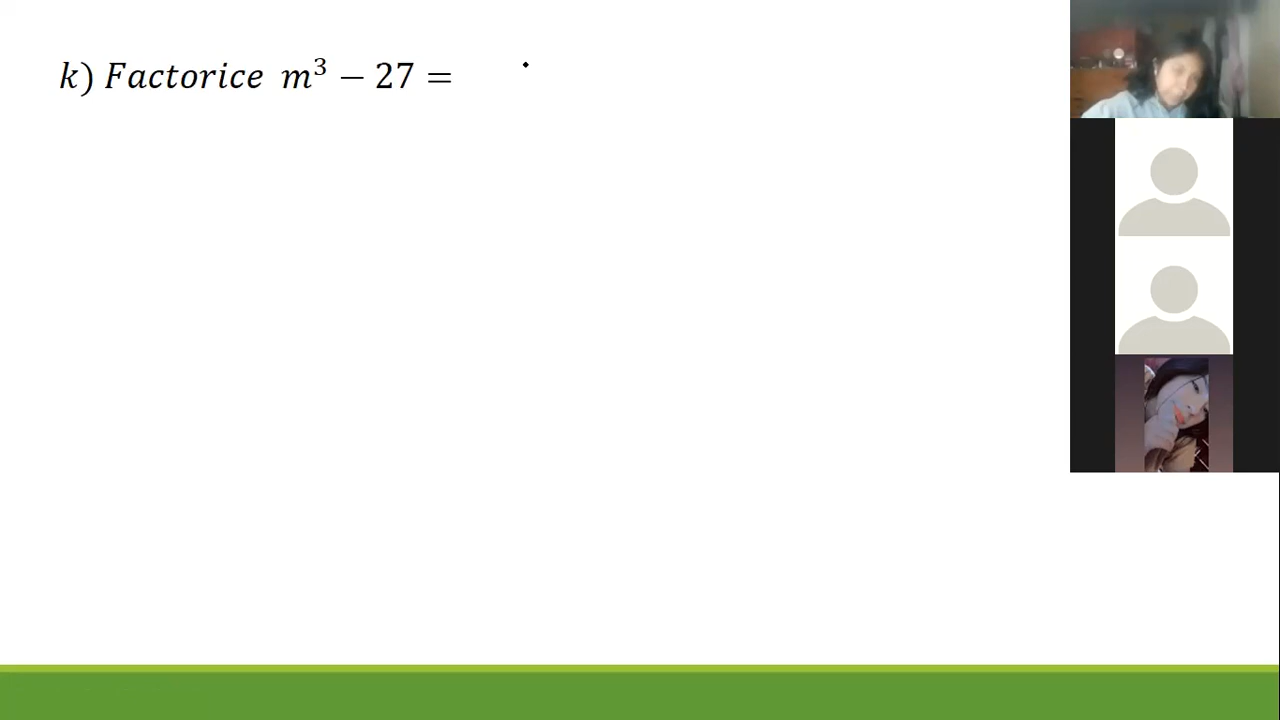 k) Factorice m³ − 27 =